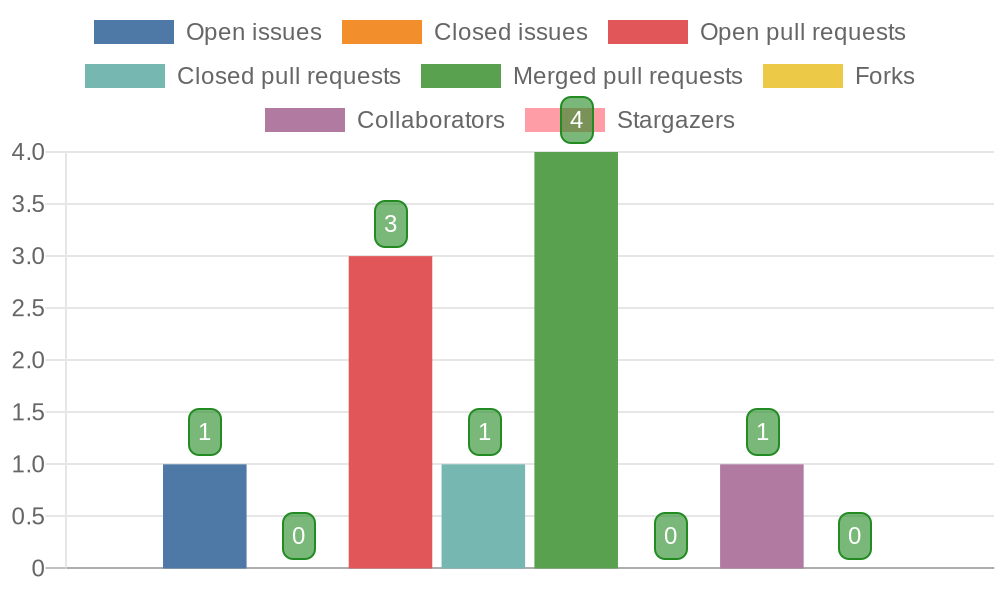 Open issues Closed issues Open pull requests
Closed pull requests Merged pull requests Forks
Collaborators Stargazers
4
4.0
3.5
3
3.0
2.5
2.0
1.5
1 1 1
1.0
0.5
0 0 0
0